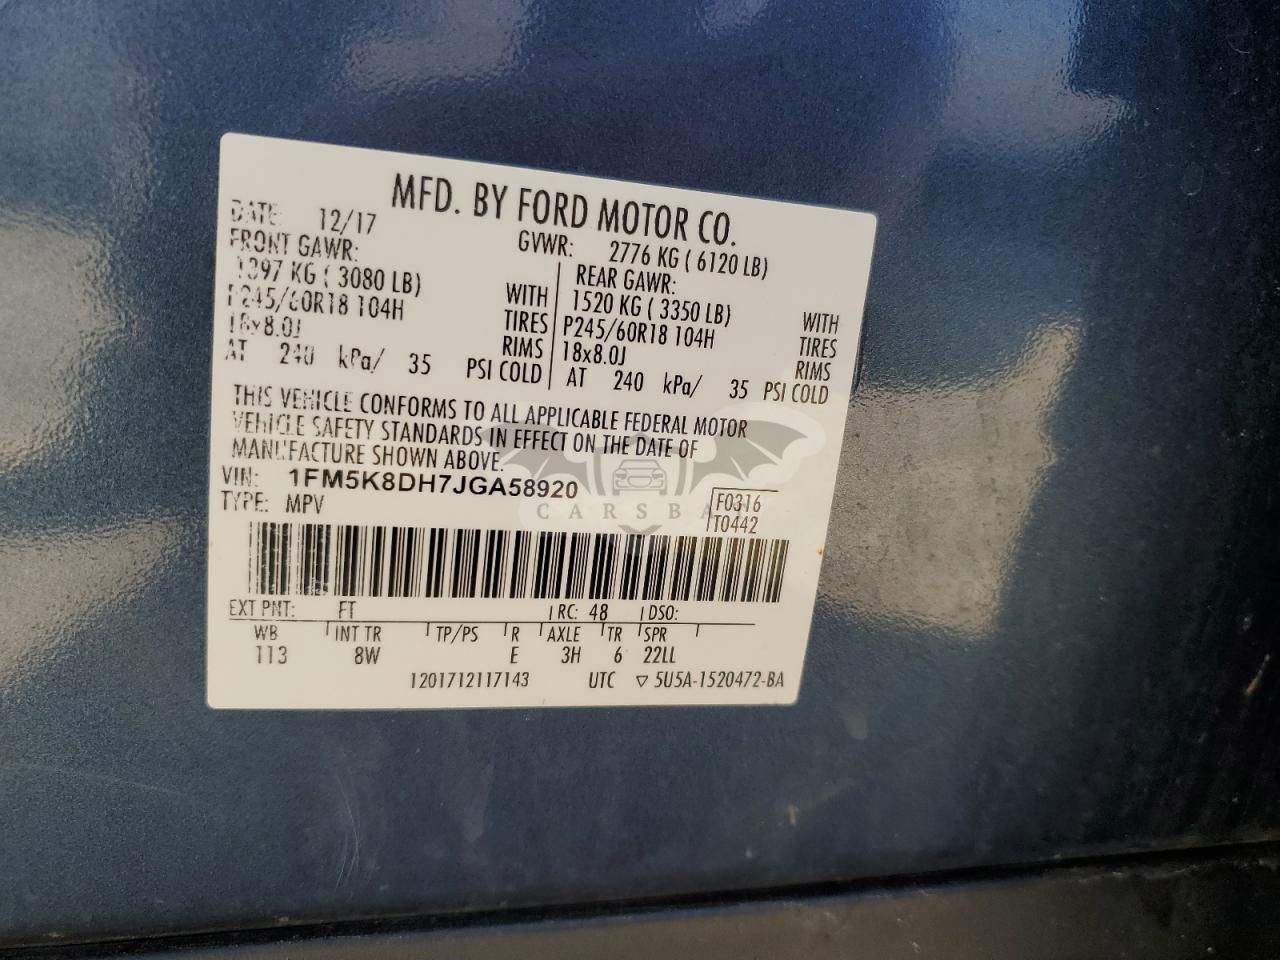 MFD. BY FORD MOTOR CO.
DATE: 12/17 GVWR: 2776 KG ( 6120 LB)
FRONT GAWR: REAR GAWR:
1397 KG ( 3080 LB) WITH 1520 KG ( 3350 LB) WITH
P245/60R18 104H TIRES P245/60R18 104H TIRES
18x8.0J RIMS 18x8.0J RIMS
AT 240 kPa/ 35 PSI COLD AT 240 kPa/ 35 PSI COLD
THIS VEHICLE CONFORMS TO ALL APPLICABLE FEDERAL MOTOR
VEHICLE SAFETY STANDARDS IN EFFECT ON THE DATE OF
MANUFACTURE SHOWN ABOVE.
VIN: 1FM5K8DH7JGA58920
TYPE: MPV
F0316
T0442
EXT PNT: FT RC: 48 DSO:
WB INT TR TP/PS R AXLE TR SPR
113 8W E 3H 6 22LL
1201712117143 UTC ▽ 5U5A-1520472-BA